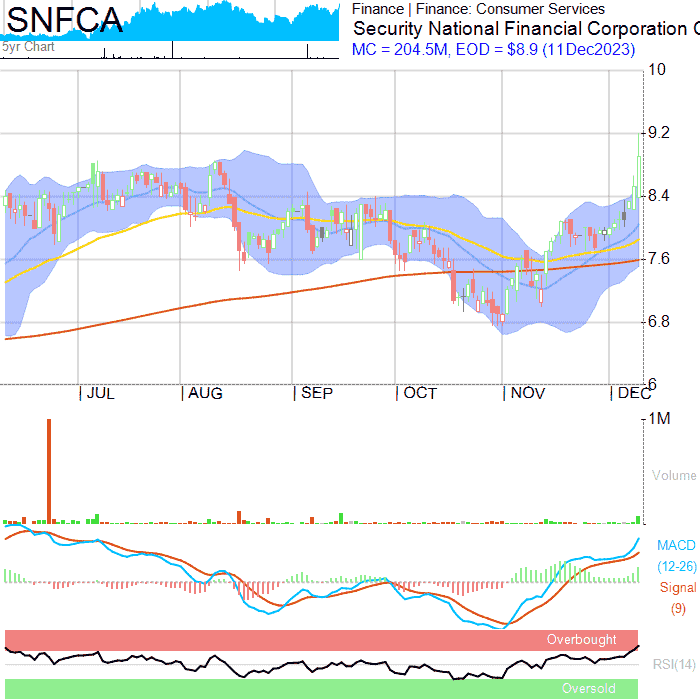 SNFCA
5yr Chart
Finance | Finance: Consumer Services
Security National Financial Corporation C
MC = 204.5M, EOD = $8.9 (11Dec2023)
10
9.2
8.4
7.6
6.8
6
JUL AUG SEP OCT NOV DEC
1M
Volume
MACD
(12-26)
Signal
(9)
Overbought
RSI(14)
Oversold